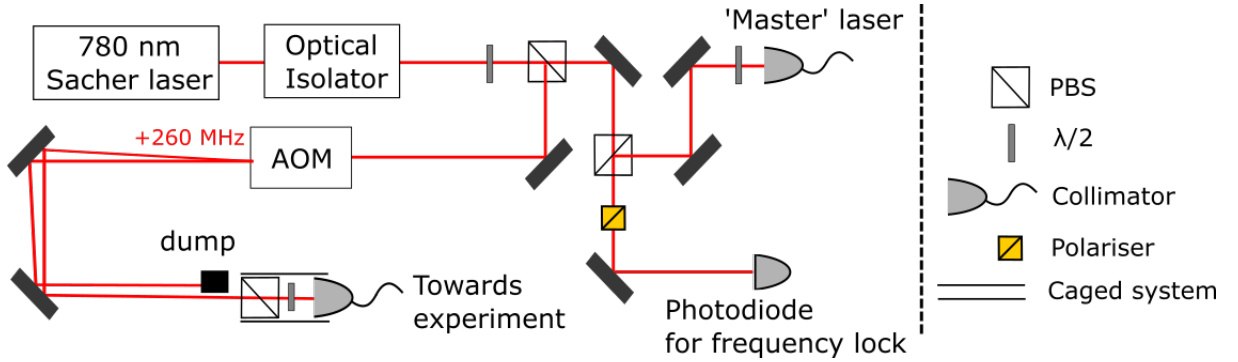 780 nm
Sacher laser
Optical
Isolator
'Master' laser
+260 MHz
AOM
dump
Towards
experiment
Photodiode
for frequency lock
PBS
λ/2
Collimator
Polariser
Caged system